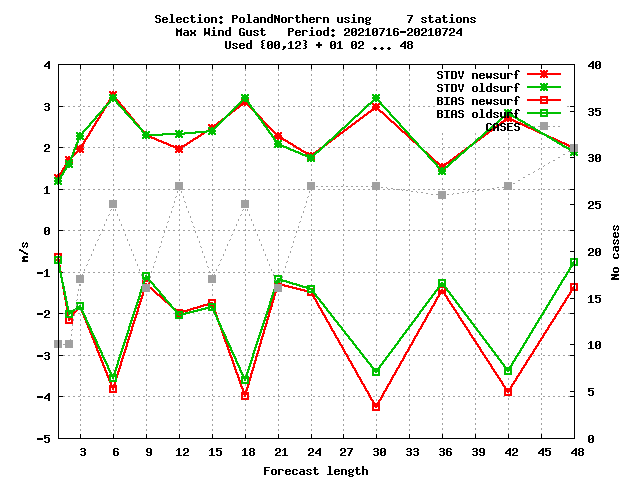 Selection: PolandNorthern using     7 stations
Max Wind Gust   Period: 20210716-20210724
Used {00,12} + 01 02 ... 48
STDV newsurf
STDV oldsurf
BIAS newsurf
BIAS oldsurf
CASES
4
3
2
1
0
-1
-2
-3
-4
-5
m/s
40
35
30
25
20
15
10
5
0
No cases
3 6 9 12 15 18 21 24 27 30 33 36 39 42 45 48
Forecast length